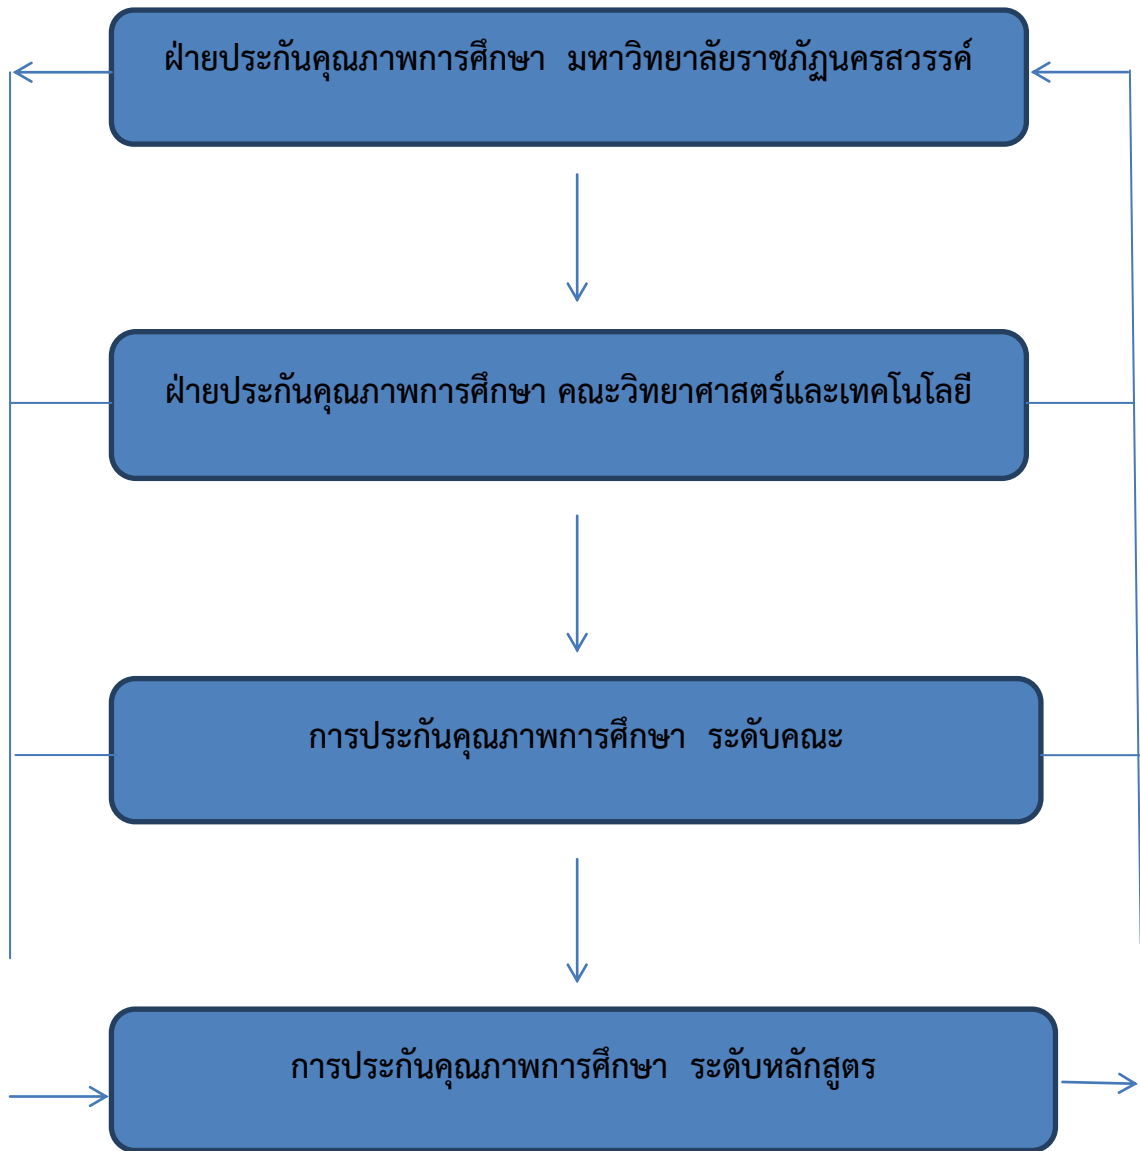 ฝ่ายประกันคุณภาพการศึกษา มหาวิทยาลัยราชภัฏนครสวรรค์
ฝ่ายประกันคุณภาพการศึกษา คณะวิทยาศาสตร์และเทคโนโลยี
การประกันคุณภาพการศึกษา ระดับคณะ
การประกันคุณภาพการศึกษา ระดับหลักสูตร